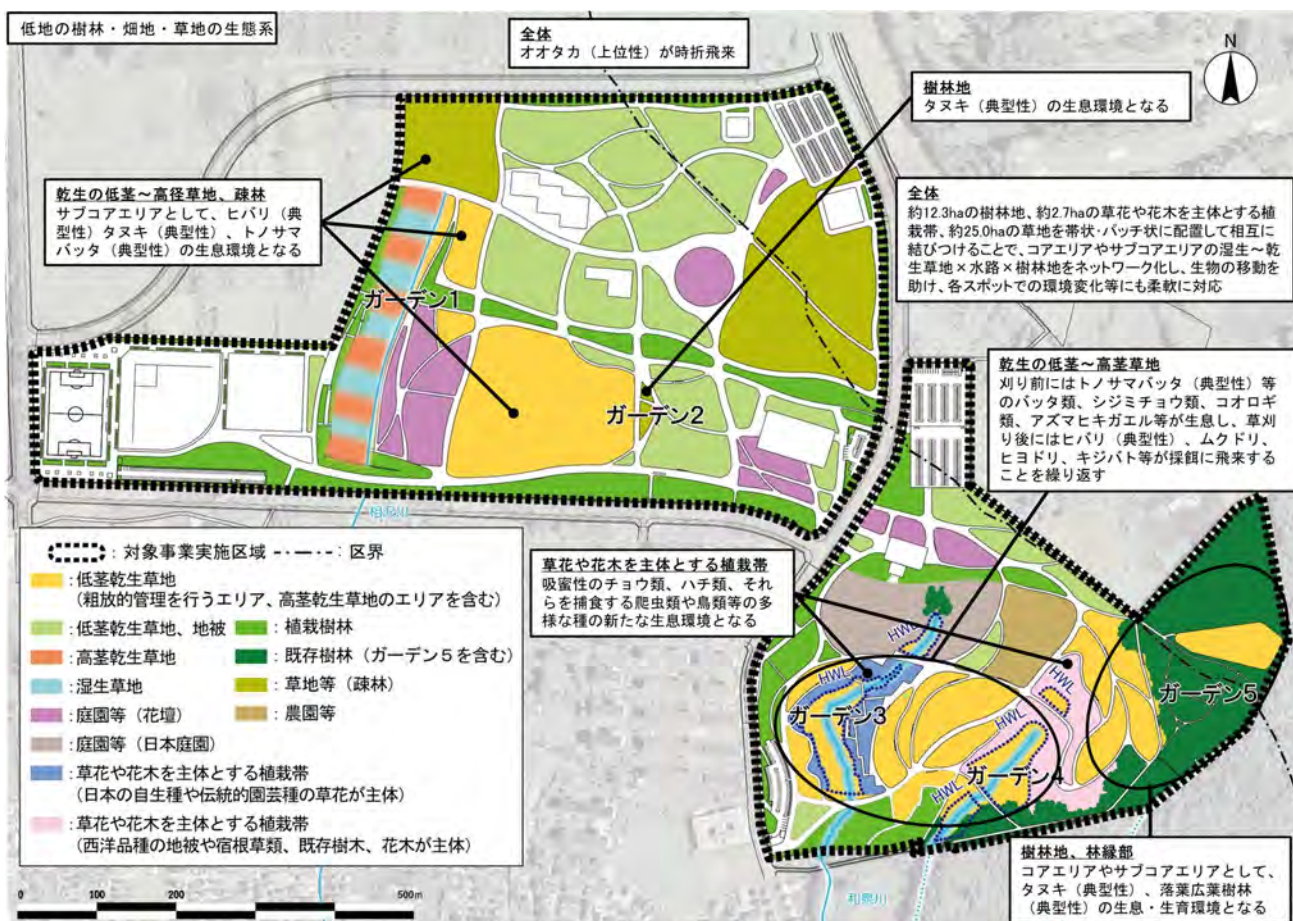 低地の樹林・畑地・草地の生態系
全体
オオタカ（上位性）が時折飛来
N
樹林地
タヌキ（典型性）の生息環境となる
乾生の低茎～高径草地、疎林
サブコアエリアとして、ヒバリ（典
型性）タヌキ（典型性）、トノサマ
バッタ（典型性）の生息環境となる
全体
約12.3haの樹林地、約2.7haの草花や花木を主体とする植
栽帯、約25.0haの草地を帯状・パッチ状に配置して相互に
結びつけることで、コアエリアやサブコアエリアの湿生～乾
生草地×水路×樹林地をネットワーク化し、生物の移動を
助け、各スポットでの環境変化等にも柔軟に対応
ガーデン1
ガーデン2
乾生の低茎～高茎草地
刈り前にはトノサマバッタ（典型性）等
のバッタ類、シジミチョウ類、コオロギ
類、アズマヒキガエル等が生息し、草刈
り後にはヒバリ（典型性）、ムクドリ、
ヒヨドリ、キジバト等が採餌に飛来する
ことを繰り返す
相沢川
草花や花木を主体とする植栽帯
吸蜜性のチョウ類、ハチ類、それ
らを捕食する爬虫類や鳥類等の多
様な種の新たな生息環境となる
：対象事業実施区域
：区界
：低茎乾生草地
（粗放的管理を行うエリア、高茎乾生草地のエリアを含む）
：低茎乾生草地、地被
：植栽樹林
：高茎乾生草地
：既存樹林（ガーデン５を含む）
：湿生草地
：草地等（疎林）
：庭園等（花壇）
：農園等
：庭園等（日本庭園）
：草花や花木を主体とする植栽帯
（日本の自生種や伝統的園芸種の草花が主体）
：草花や花木を主体とする植栽帯
（西洋品種の地被や宿根草類、既存樹木、花木が主体）
HWL
HWL
HWL
HWL
HWL
ガーデン3
ガーデン4
ガーデン5
樹林地、林縁部
コアエリアやサブコアエリアとして、
タヌキ（典型性）、落葉広葉樹林
（典型性）の生息・生育環境となる
和泉川
0 100 200 500m